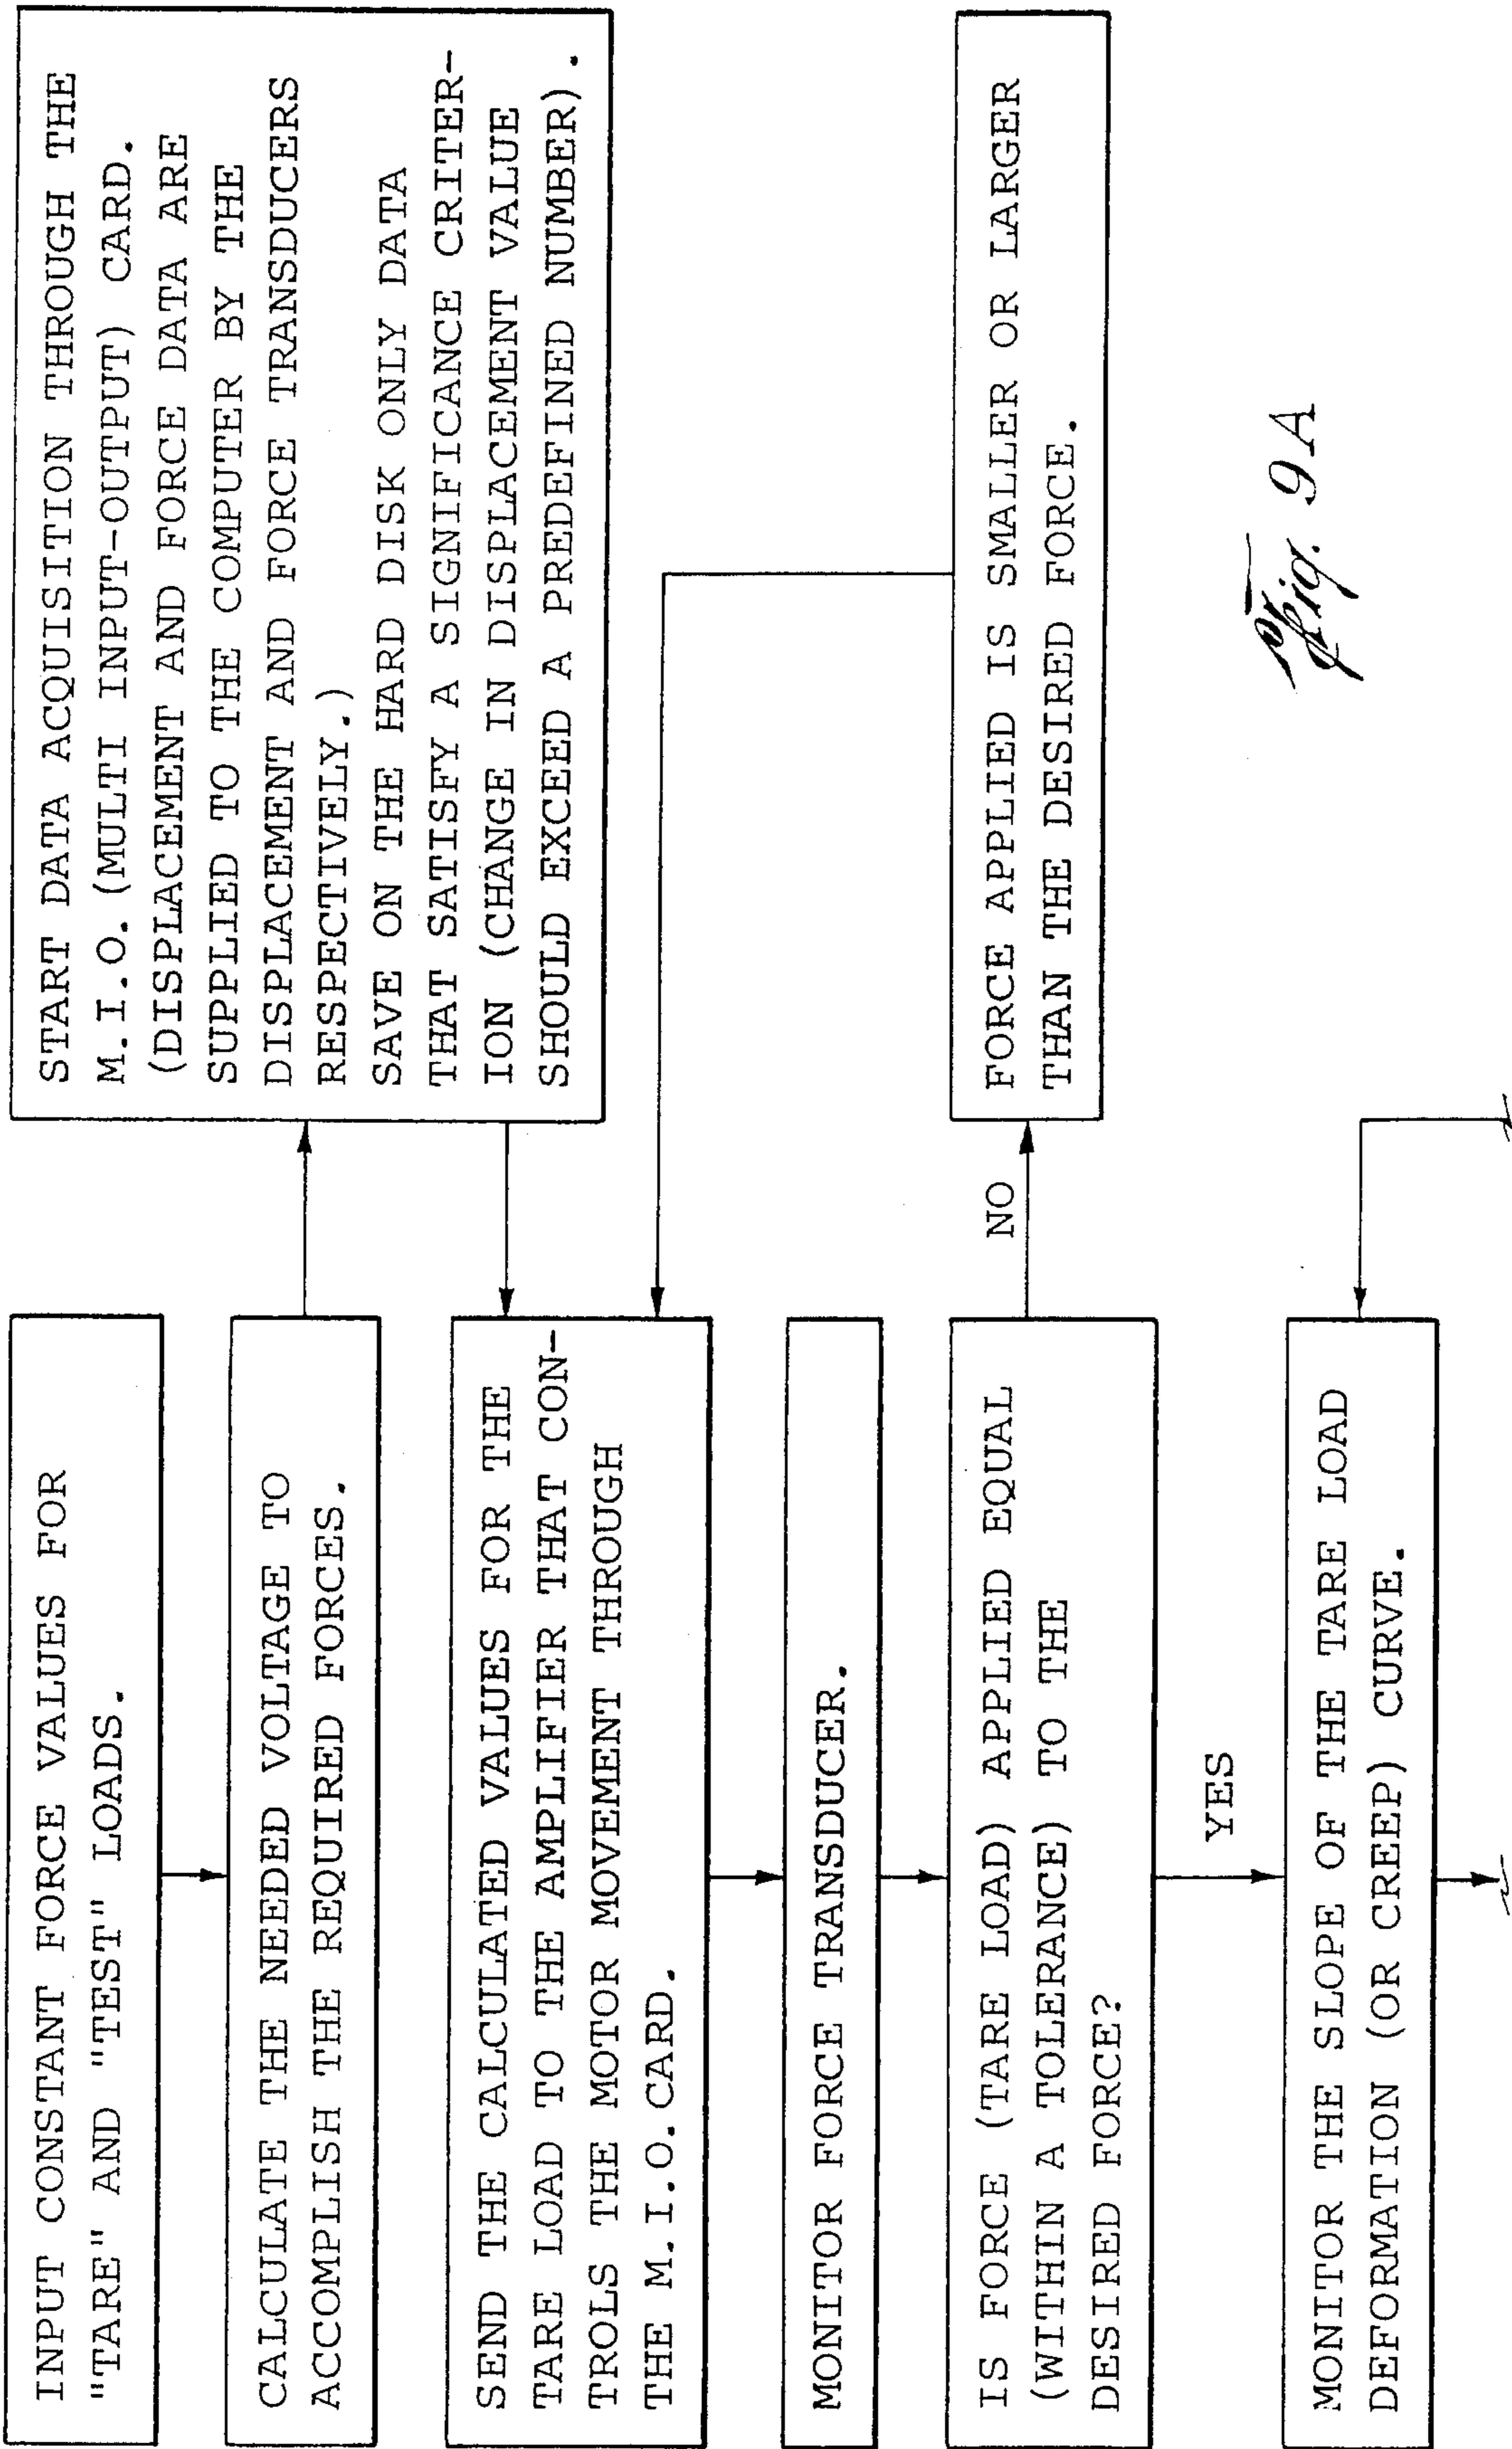 INPUT CONSTANT FORCE VALUES FOR
"TARE" AND "TEST" LOADS.
CALCULATE THE NEEDED VOLTAGE TO
ACCOMPLISH THE REQUIRED FORCES.
START DATA ACQUISITION THROUGH THE
M.I.O.(MULTI INPUT-OUTPUT) CARD.
(DISPLACEMENT AND FORCE DATA ARE
SUPPLIED TO THE COMPUTER BY THE
DISPLACEMENT AND FORCE TRANSDUCERS
RESPECTIVELY.)
SAVE ON THE HARD DISK ONLY DATA
THAT SATISFY A SIGNIFICANCE CRITER-
ION (CHANGE IN DISPLACEMENT VALUE
SHOULD EXCEED A PREDEFINED NUMBER).
SEND THE CALCULATED VALUES FOR THE
TARE LOAD TO THE AMPLIFIER THAT CON-
TROLS THE MOTOR MOVEMENT THROUGH
THE M.I.O.CARD.
MONITOR FORCE TRANSDUCER.
IS FORCE (TARE LOAD) APPLIED EQUAL
(WITHIN A TOLERANCE) TO THE
DESIRED FORCE?
NO
FORCE APPLIED IS SMALLER OR LARGER
THAN THE DESIRED FORCE.
YES
MONITOR THE SLOPE OF THE TARE LOAD
DEFORMATION (OR CREEP) CURVE.
Fig. 9A